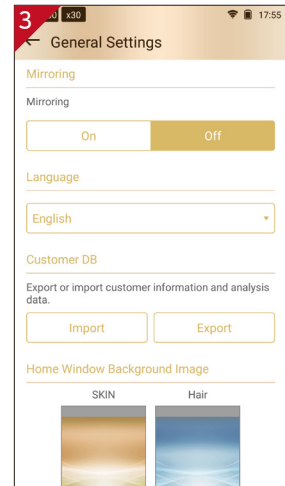 3
x30
17:55
← General Settings
Mirroring
Mirroring
On
Off
Language
English
Customer DB
Export or import customer information and analysis
data.
Import
Export
Home Window Background Image
SKIN
Hair